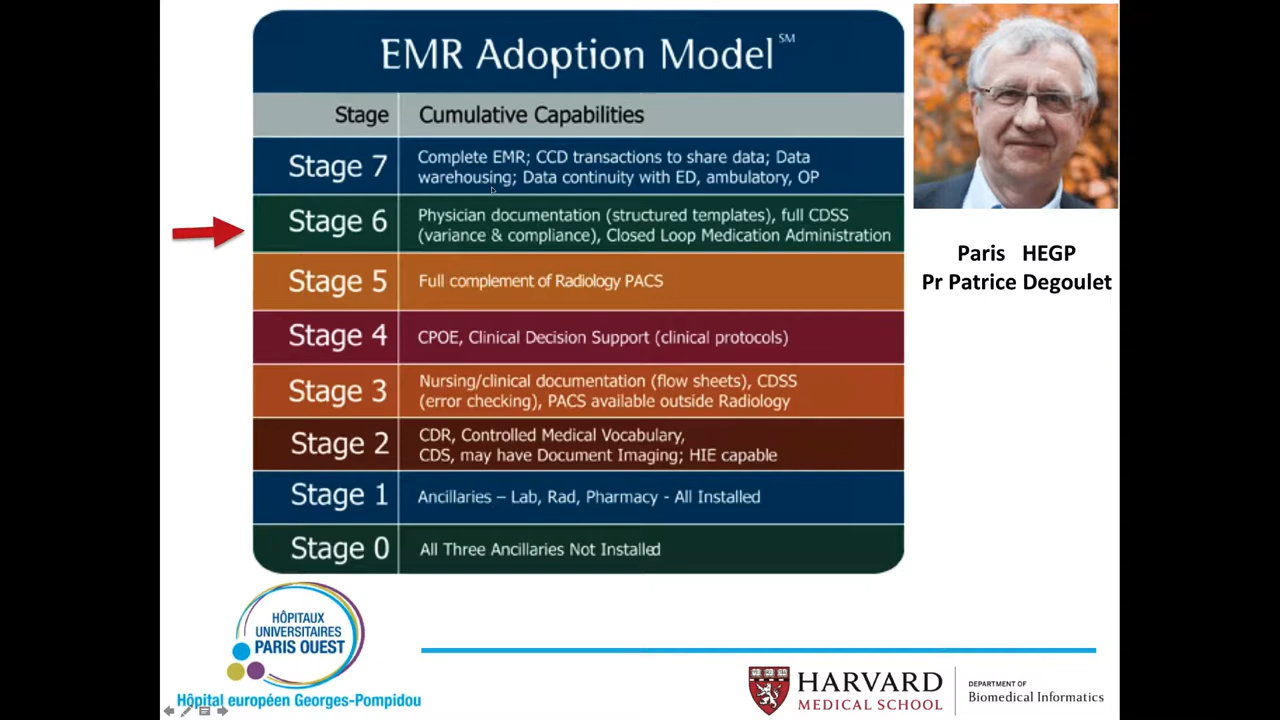 EMR Adoption Model℠
Stage Cumulative Capabilities
Stage 7 Complete EMR; CCD transactions to share data; Data
warehousing; Data continuity with ED, ambulatory, OP
Stage 6 Physician documentation (structured templates), full CDSS
(variance & compliance), Closed Loop Medication Administration
Stage 5 Full complement of Radiology PACS
Stage 4 CPOE, Clinical Decision Support (clinical protocols)
Stage 3 Nursing/clinical documentation (flow sheets), CDSS
(error checking), PACS available outside Radiology
Stage 2 CDR, Controlled Medical Vocabulary,
CDS, may have Document Imaging; HIE capable
Stage 1 Ancillaries – Lab, Rad, Pharmacy - All Installed
Stage 0 All Three Ancillaries Not Installed
Paris HEGP
Pr Patrice Degoulet
HÔPITAUX
UNIVERSITAIRES
PARIS OUEST
Hôpital européen Georges-Pompidou
HARVARD
MEDICAL SCHOOL
DEPARTMENT OF
Biomedical Informatics